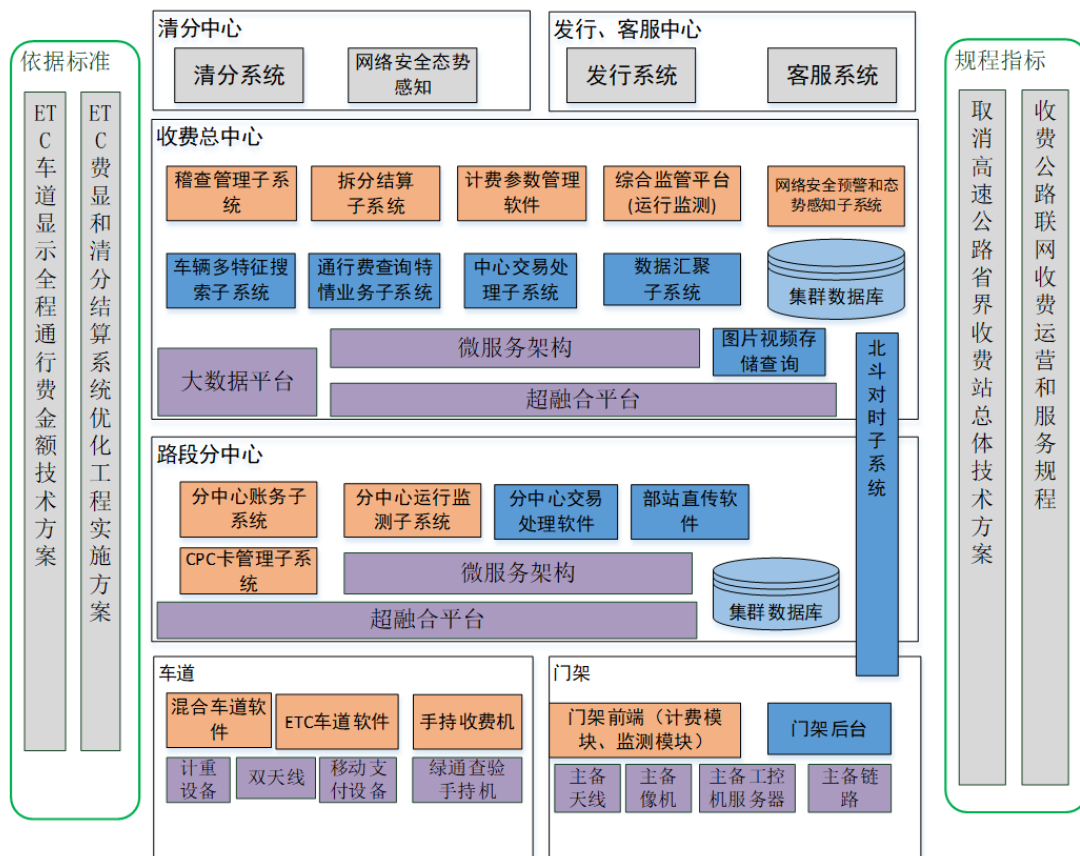 依据标准
ET
C
车
道
显
示
全
程
通
行
费
金
额
技
术
方
案
ET
C
费
显
和
清
分
结
算
系
统
优
化
工
程
实
施
方
案
清分中心
清分系统
网络安全态势
感知
发行、客服中心
发行系统
客服系统
收费总中心
稽查管理子系
统
拆分结算
子系统
计费参数管理
软件
综合监管平台
(运行监测)
网络安全预警和态
势感知子系统
车辆多特征搜
索子系统
通行费查询特
情业务子系统
中心交易处
理子系统
数据汇聚
子系统
集群数据库
大数据平台
微服务架构
图片视频存
储查询
超融合平台
北
斗
对
时
子
系
统
路段分中心
分中心账务子
系统
分中心运行监
测子系统
分中心交易
处理软件
部站直传软
件
CPC卡管理子系
统
微服务架构
超融合平台
集群数据库
车道
混合车道软
件
ETC车道软件
手持收费机
计重
设备
双天线
移动支
付设备
绿通查验
手持机
门架
门架前端（计费模
块、监测模块）
门架后台
主备
天线
主备
像机
主备工控
机服务器
主备链
路
规程指标
取
消
高
速
公
路
省
界
收
费
站
总
体
技
术
方
案
收
费
公
路
联
网
收
费
运
营
和
服
务
规
程